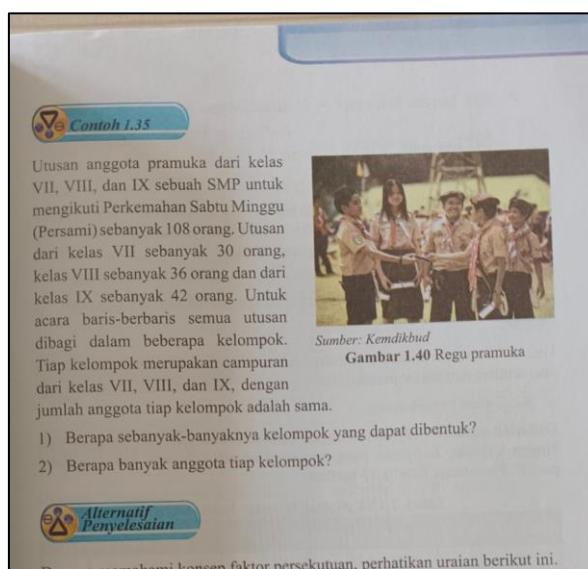 Contoh 1.35
Utusan anggota pramuka dari kelas
VII, VIII, dan IX sebuah SMP untuk
mengikuti Perkemahan Sabtu Minggu
(Persami) sebanyak 108 orang. Utusan
dari kelas VII sebanyak 30 orang,
kelas VIII sebanyak 36 orang dan dari
kelas IX sebanyak 42 orang. Untuk
acara baris-berbaris semua utusan
dibagi dalam beberapa kelompok.
Tiap kelompok merupakan campuran
dari kelas VII, VIII, dan IX, dengan
jumlah anggota tiap kelompok adalah sama.
Sumber: Kemdikbud
Gambar 1.40 Regu pramuka
1) Berapa sebanyak-banyaknya kelompok yang dapat dibentuk?
2) Berapa banyak anggota tiap kelompok?
Alternatif
Penyelesaian
konsep faktor persekutuan, perhatikan uraian berikut ini.